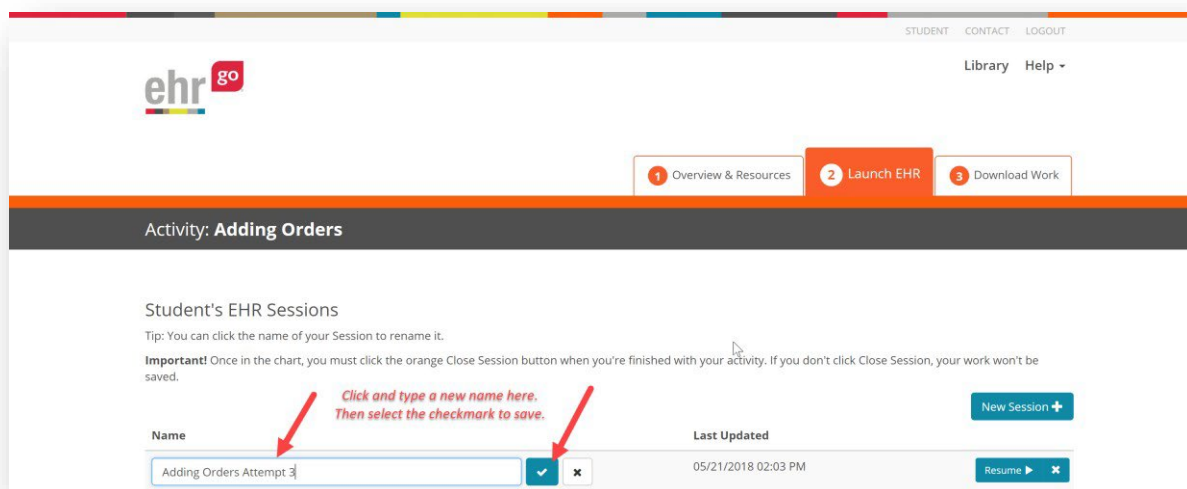 STUDENT CONTACT LOGOUT
ehr go
Library Help
1 Overview & Resources
2 Launch EHR
3 Download Work
Activity: Adding Orders
Student's EHR Sessions
Tip: You can click the name of your Session to rename it.
Important! Once in the chart, you must click the orange Close Session button when you're finished with your activity. If you don't click Close Session, your work won't be
saved.
Click and type a new name here.
Then select the checkmark to save.
New Session
Name Last Updated
Adding Orders Attempt 3 05/21/2018 02:03 PM Resume